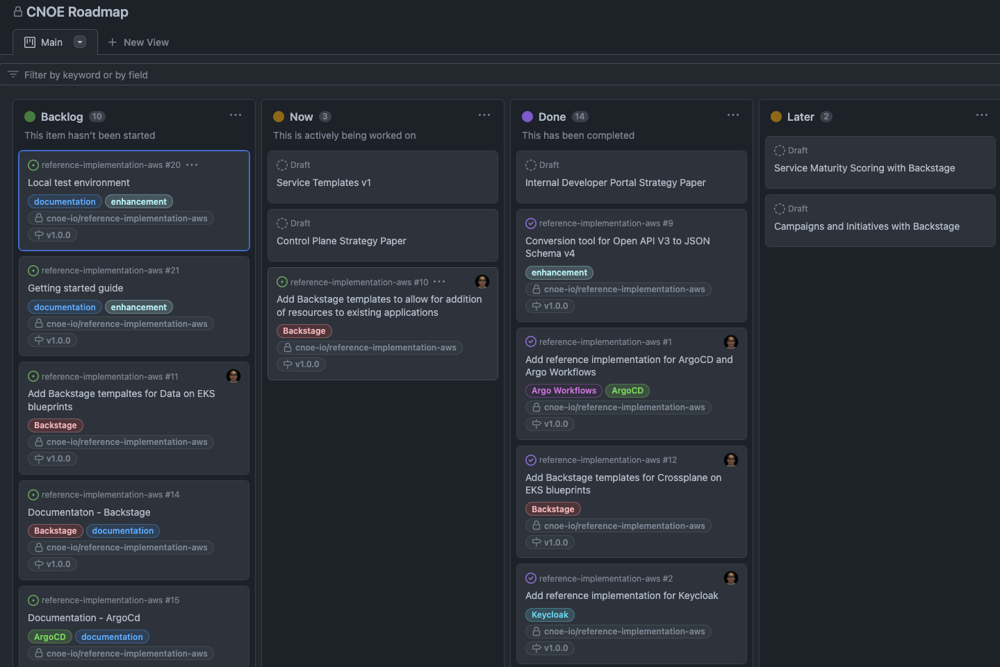 CNOE Roadmap
Main
New View
Filter by keyword or by field
Backlog 10
This item hasn't been started
reference-implementation-aws #20
Local test environment
documentation enhancement
cnoe-io/reference-implementation-aws
v1.0.0
reference-implementation-aws #21
Getting started guide
documentation enhancement
cnoe-io/reference-implementation-aws
v1.0.0
reference-implementation-aws #11
Add Backstage tempaltes for Data on EKS
blueprints
Backstage
cnoe-io/reference-implementation-aws
v1.0.0
reference-implementation-aws #14
Documentaton - Backstage
Backstage documentation
cnoe-io/reference-implementation-aws
v1.0.0
reference-implementation-aws #15
Documentation - ArgoCd
ArgoCD documentation
cnoe-io/reference-implementation-aws
Now 3
This is actively being worked on
Draft
Service Templates v1
Draft
Control Plane Strategy Paper
reference-implementation-aws #10
Add Backstage templates to allow for addition
of resources to existing applications
Backstage
cnoe-io/reference-implementation-aws
v1.0.0
Done 14
This has been completed
Draft
Internal Developer Portal Strategy Paper
reference-implementation-aws #9
Conversion tool for Open API V3 to JSON
Schema v4
enhancement
cnoe-io/reference-implementation-aws
v1.0.0
reference-implementation-aws #1
Add reference implementation for ArgoCD and
Argo Workflows
Argo Workflows ArgoCD
cnoe-io/reference-implementation-aws
v1.0.0
reference-implementation-aws #12
Add Backstage templates for Crossplane on
EKS blueprints
Backstage
cnoe-io/reference-implementation-aws
v1.0.0
reference-implementation-aws #2
Add reference implementation for Keycloak
Keycloak
cnoe-io/reference-implementation-aws
v1.0.0
Later 2
Draft
Service Maturity Scoring with Backstage
Draft
Campaigns and Initiatives with Backstage